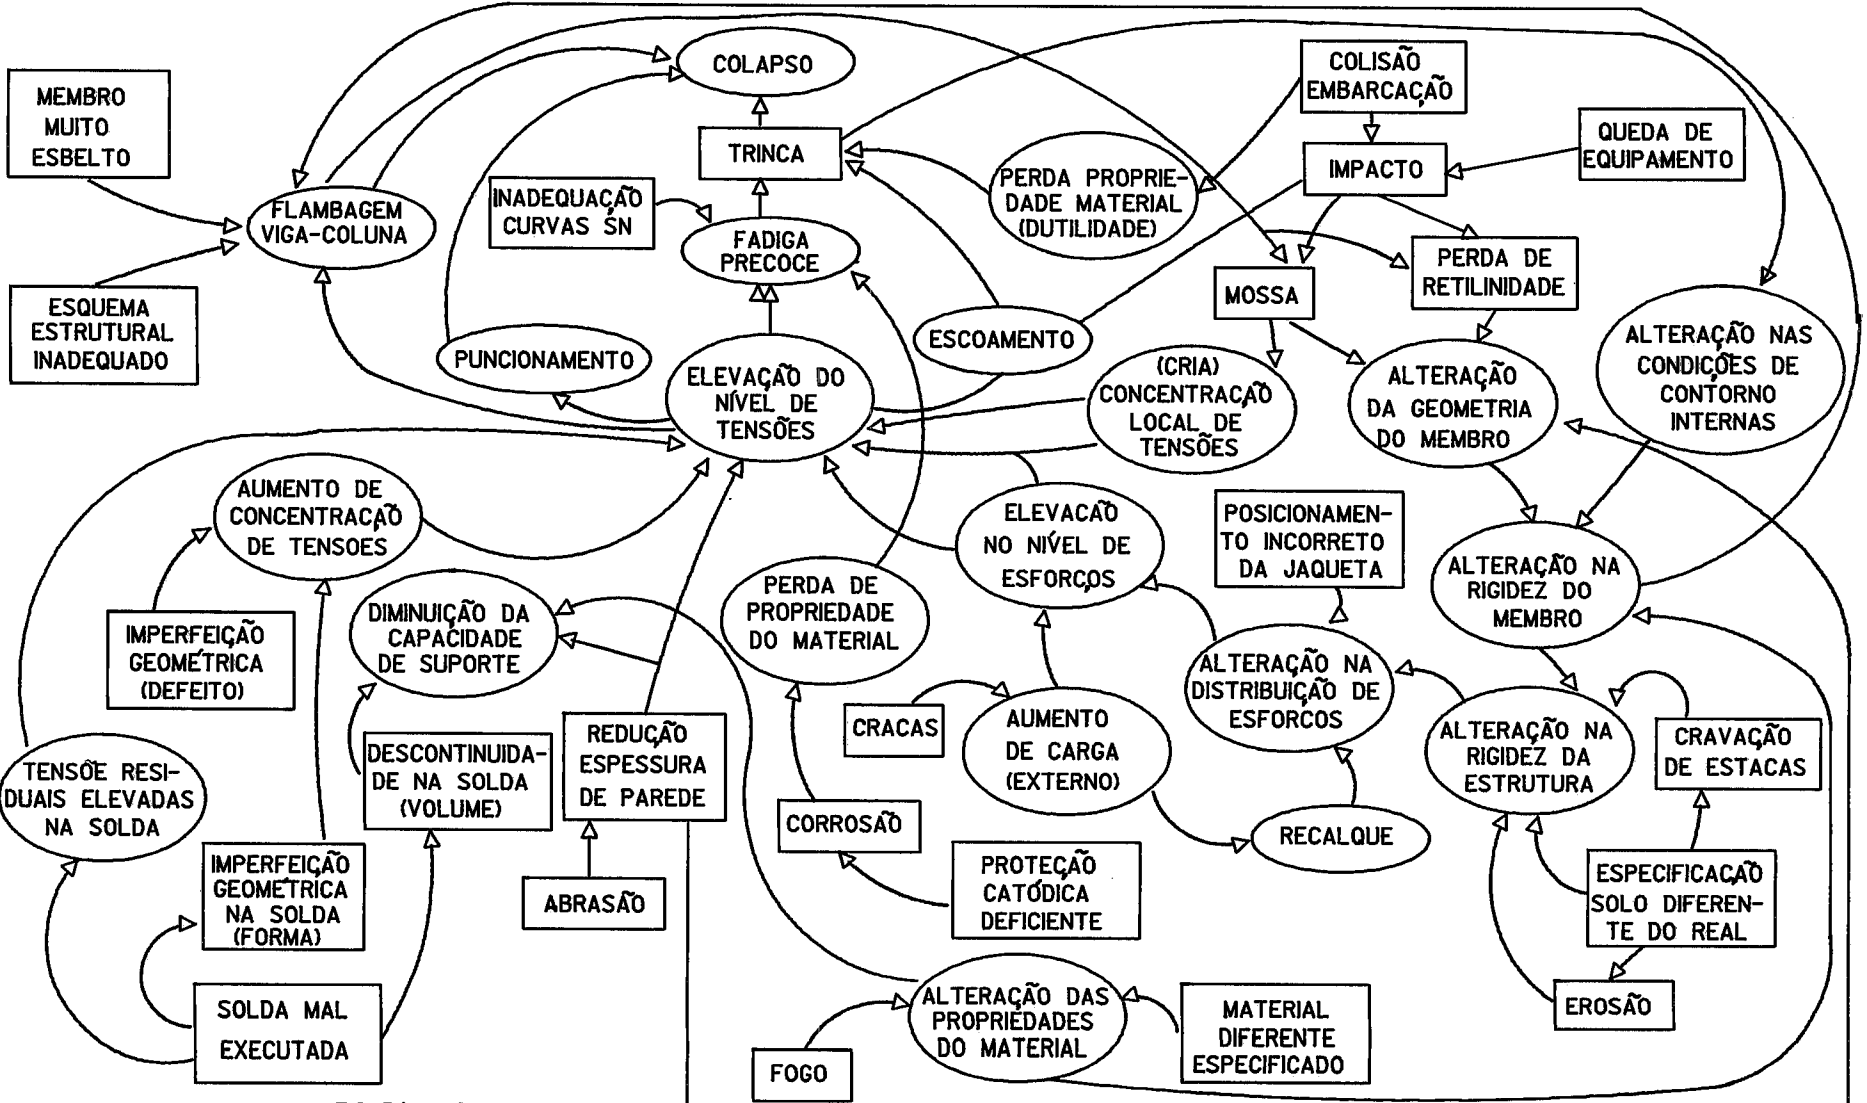 COLAPSO
COLISÃO
EMBARCAÇÃO
MEMBRO
MUITO
ESBELTO
QUEDA DE
EQUIPAMENTO
TRINCA
IMPACTO
PERDA PROPRIE-
DADE MATERIAL
(DUTILIDADE)
INADEQUAÇÃO
CURVAS SN
FLAMBAGEM
VIGA-COLUNA
FADIGA
PRECOCE
PERDA DE
RETILINIDADE
MOSSA
ESQUEMA
ESTRUTURAL
INADEQUADO
PUNCIONAMENTO
ESCOAMENTO
ALTERAÇÃO NAS
CONDIÇÕES DE
CONTORNO
INTERNAS
ELEVAÇÃO DO
NÍVEL DE
TENSÕES
(CRIA)
CONCENTRAÇÃO
LOCAL DE
TENSÕES
ALTERAÇÃO
DA GEOMETRIA
DO MEMBRO
AUMENTO DE
CONCENTRAÇÃO
DE TENSOES
ELEVACÃO
NO NÍVEL DE
ESFORÇOS
POSICIONAMEN-
TO INCORRETO
DA JAQUETA
ALTERAÇÃO NA
RIGIDEZ DO
MEMBRO
PERDA DE
PROPRIEDADE
DO MATERIAL
DIMINUIÇÃO DA
CAPACIDADE
DE SUPORTE
IMPERFEIÇÃO
GEOMÉTRICA
(DEFEITO)
ALTERAÇÃO NA
DISTRIBUIÇÃO DE
ESFORCOS
CRACAS
AUMENTO
DE CARGA
(EXTERNO)
ALTERAÇÃO NA
RIGIDEZ DA
ESTRUTURA
CRAVAÇÃO
DE ESTACAS
REDUÇÃO
ESPESSURA
DE PAREDE
DESCONTINUIDA-
DE NA SOLDA
(VOLUME)
TENSÕE RESI-
DUAIS ELEVADAS
NA SOLDA
CORROSÃO
RECALQUE
IMPERFEIÇÃO
GEOMÉTRICA
NA SOLDA
(FORMA)
PROTEÇÃO
CATÓDICA
DEFICIENTE
ESPECIFICAÇÃO
SOLO DIFEREN-
TE DO REAL
ABRASÃO
SOLDA MAL
EXECUTADA
ALTERAÇÃO DAS
PROPRIEDADES
DO MATERIAL
MATERIAL
DIFERENTE
ESPECIFICADO
EROSÃO
FOGO